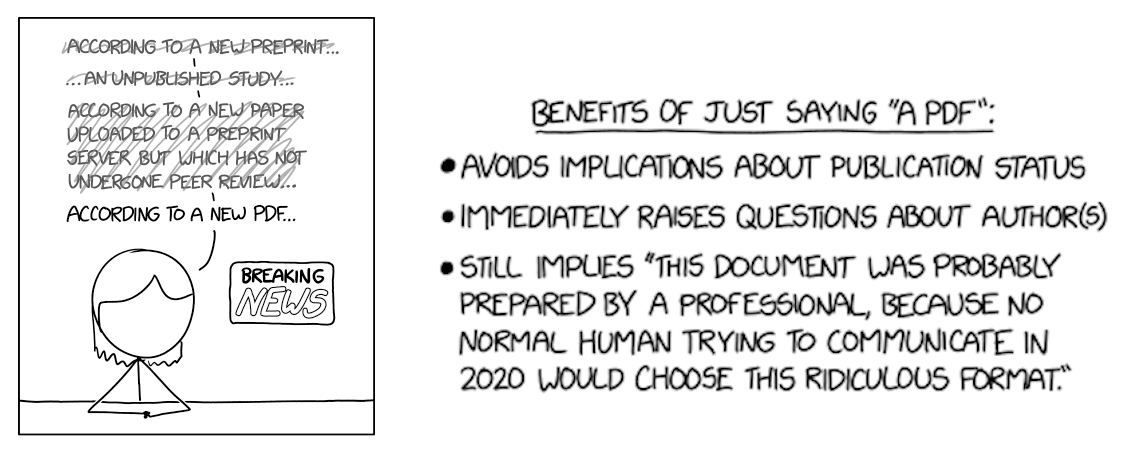 ACCORDING TO A NEW PREPRINT...
...AN UNPUBLISHED STUDY...
ACCORDING TO A NEW PAPER
UPLOADED TO A PREPRINT
SERVER BUT WHICH HAS NOT
UNDERGONE PEER REVIEW...
ACCORDING TO A NEW PDF...
BREAKING
NEWS
BENEFITS OF JUST SAYING "A PDF":
• AVOIDS IMPLICATIONS ABOUT PUBLICATION STATUS
• IMMEDIATELY RAISES QUESTIONS ABOUT AUTHOR(S)
• STILL IMPLIES "THIS DOCUMENT WAS PROBABLY
PREPARED BY A PROFESSIONAL, BECAUSE NO
NORMAL HUMAN TRYING TO COMMUNICATE IN
2020 WOULD CHOOSE THIS RIDICULOUS FORMAT."